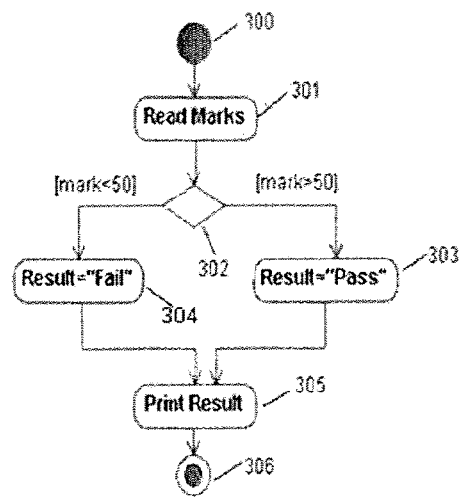 300
301
Read Marks
[mark<50]
[mark>50]
302
303
Result="Fail"
Result="Pass"
304
305
Print Result
306